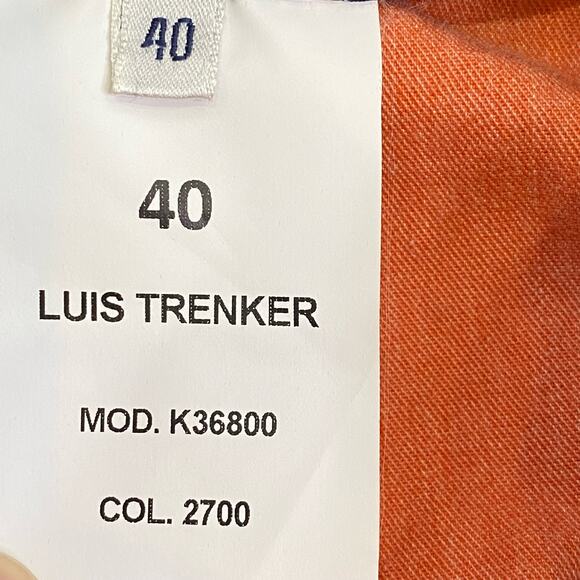 40
40
LUIS TRENKER
MOD. K36800
COL. 2700